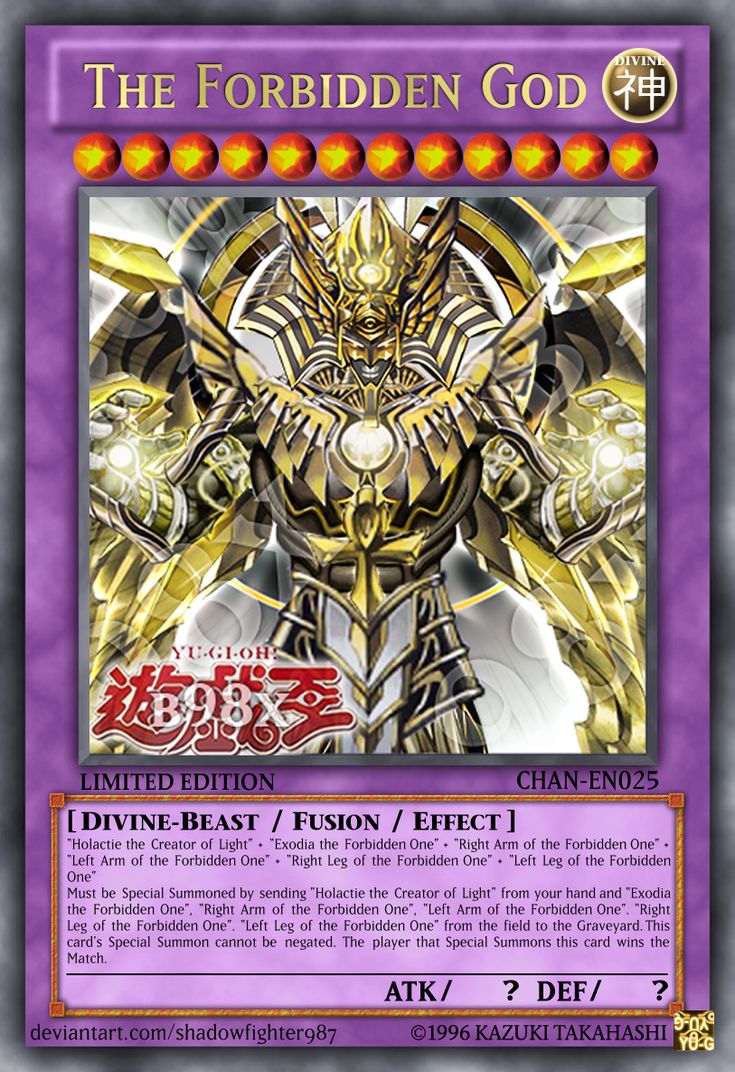 THE FORBIDDEN GOD
DIVINE
神
YU-GI-OH!
遊戯王
B98X
LIMITED EDITION
CHAN-EN025
[ DIVINE-BEAST / FUSION / EFFECT ]
"Holactie the Creator of Light" + "Exodia the Forbidden One" + "Right Arm of the Forbidden One" +
"Left Arm of the Forbidden One" + "Right Leg of the Forbidden One" + "Left Leg of the Forbidden
One"
Must be Special Summoned by sending "Holactie the Creator of Light" from your hand and "Exodia
the Forbidden One", "Right Arm of the Forbidden One", "Left Arm of the Forbidden One". "Right
Leg of the Forbidden One". "Left Leg of the Forbidden One" from the field to the Graveyard. This
card's Special Summon cannot be negated. The player that Special Summons this card wins the
Match.
ATK/ ? DEF/ ?
deviantart.com/shadowfighter987
©1996 KAZUKI TAKAHASHI